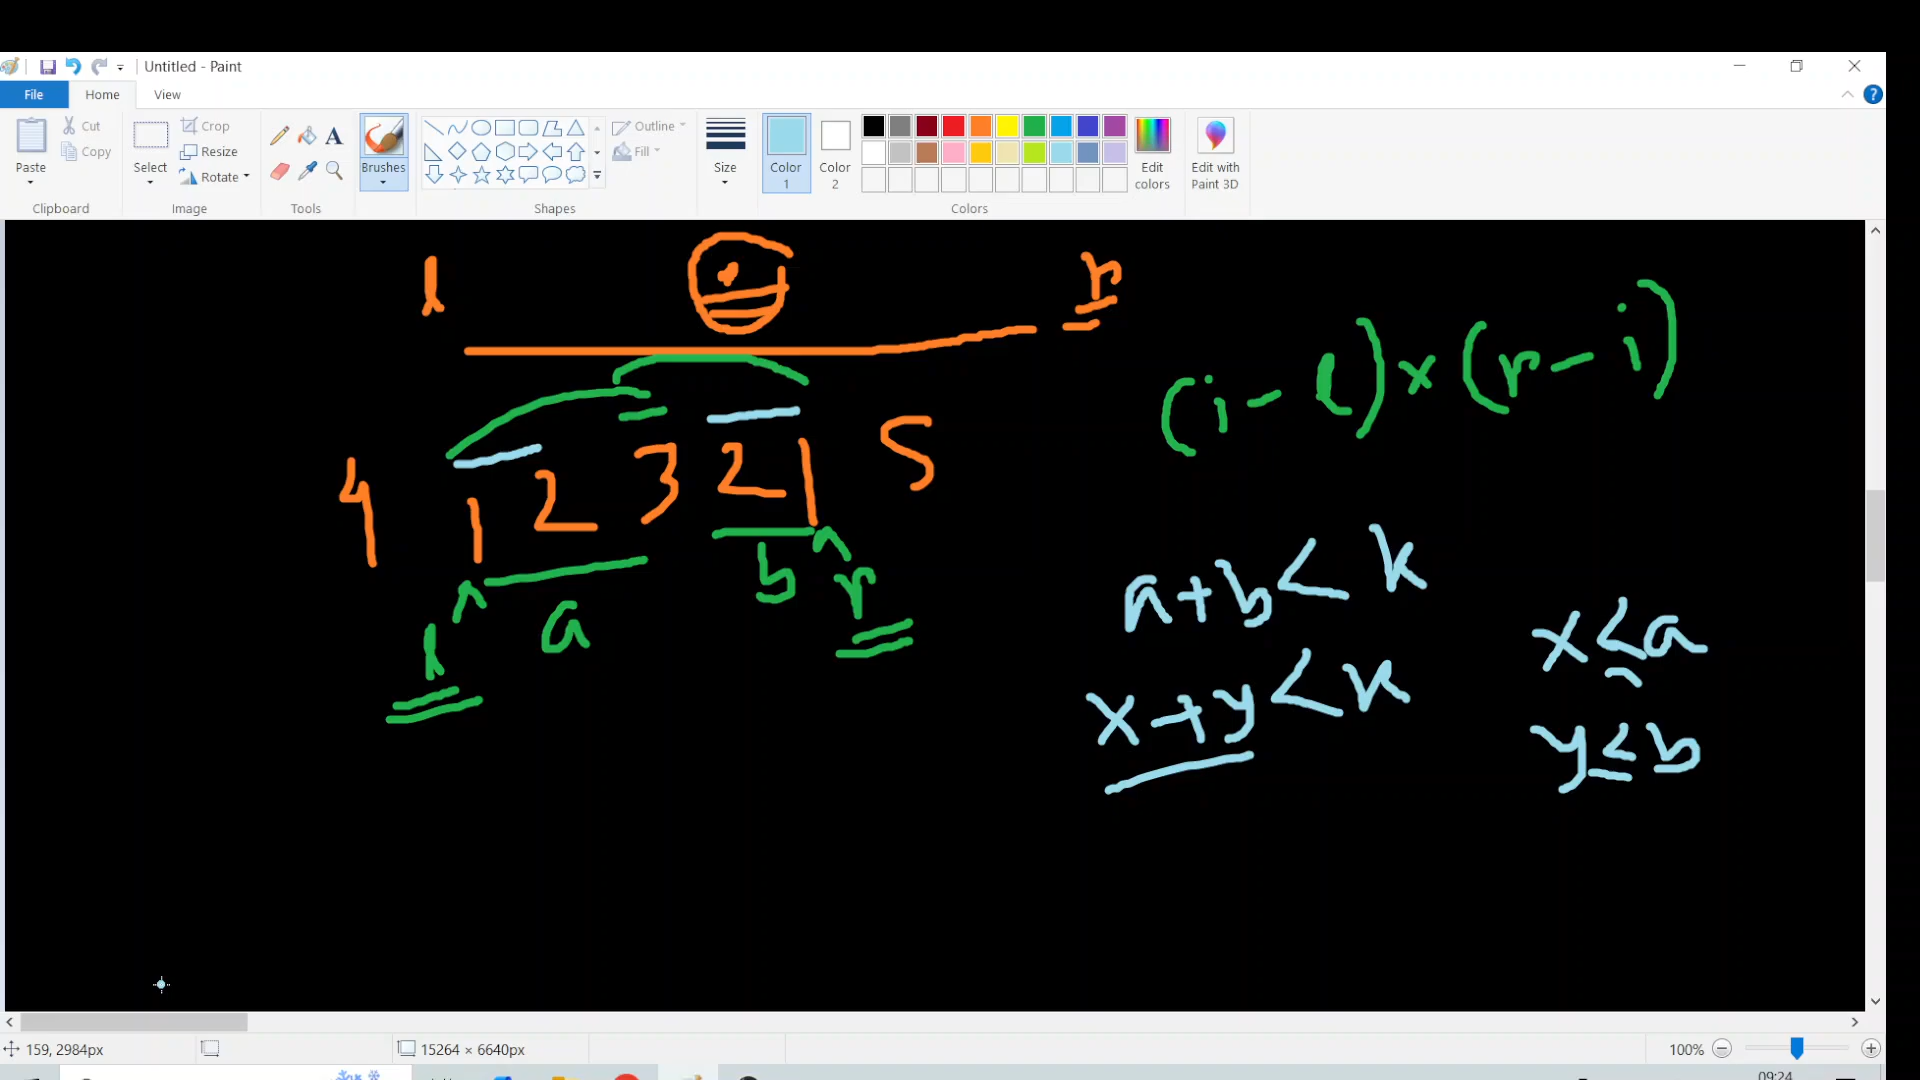 Untitled - Paint
File Home View
Paste
Cut
Copy
Clipboard
Select
Crop
Resize
Rotate
Image
Tools
Brushes
Shapes
Outline
Fill
Size
Color 1
Color 2
Colors
Edit colors
Edit with Paint 3D
l r
(i-l)×(r-i)
4 1 2 3 2 1 5
a b r
l
a+b<k
x+y<k
x≤a
y≤b
159, 2984px
15264 × 6640px
100%
09:24